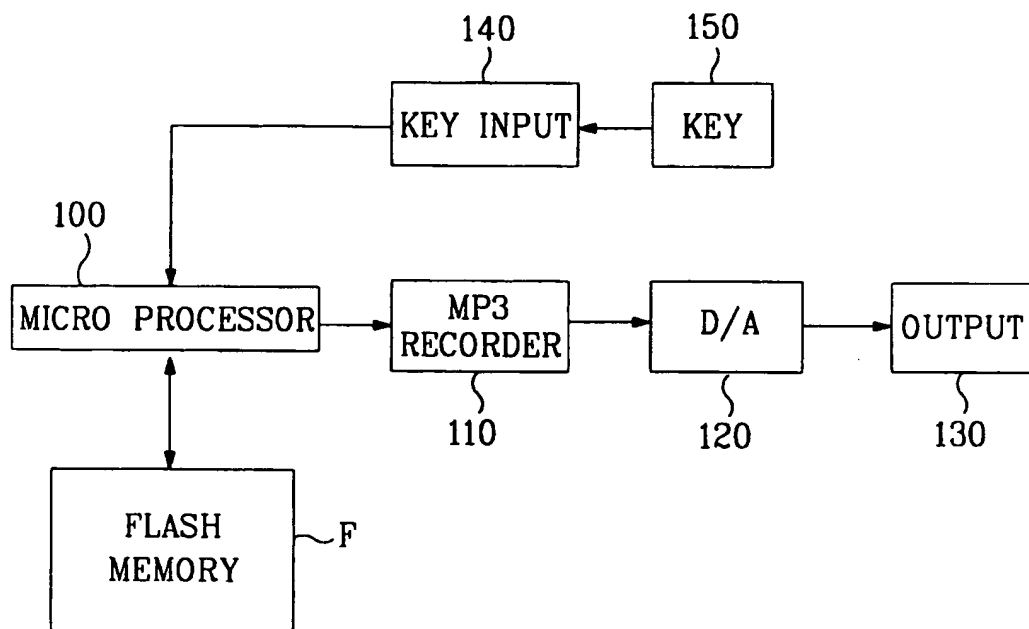 140
150
KEY INPUT
KEY
100
MICRO PROCESSOR
MP3
RECORDER
D/A
OUTPUT
110
120
130
FLASH
MEMORY
F